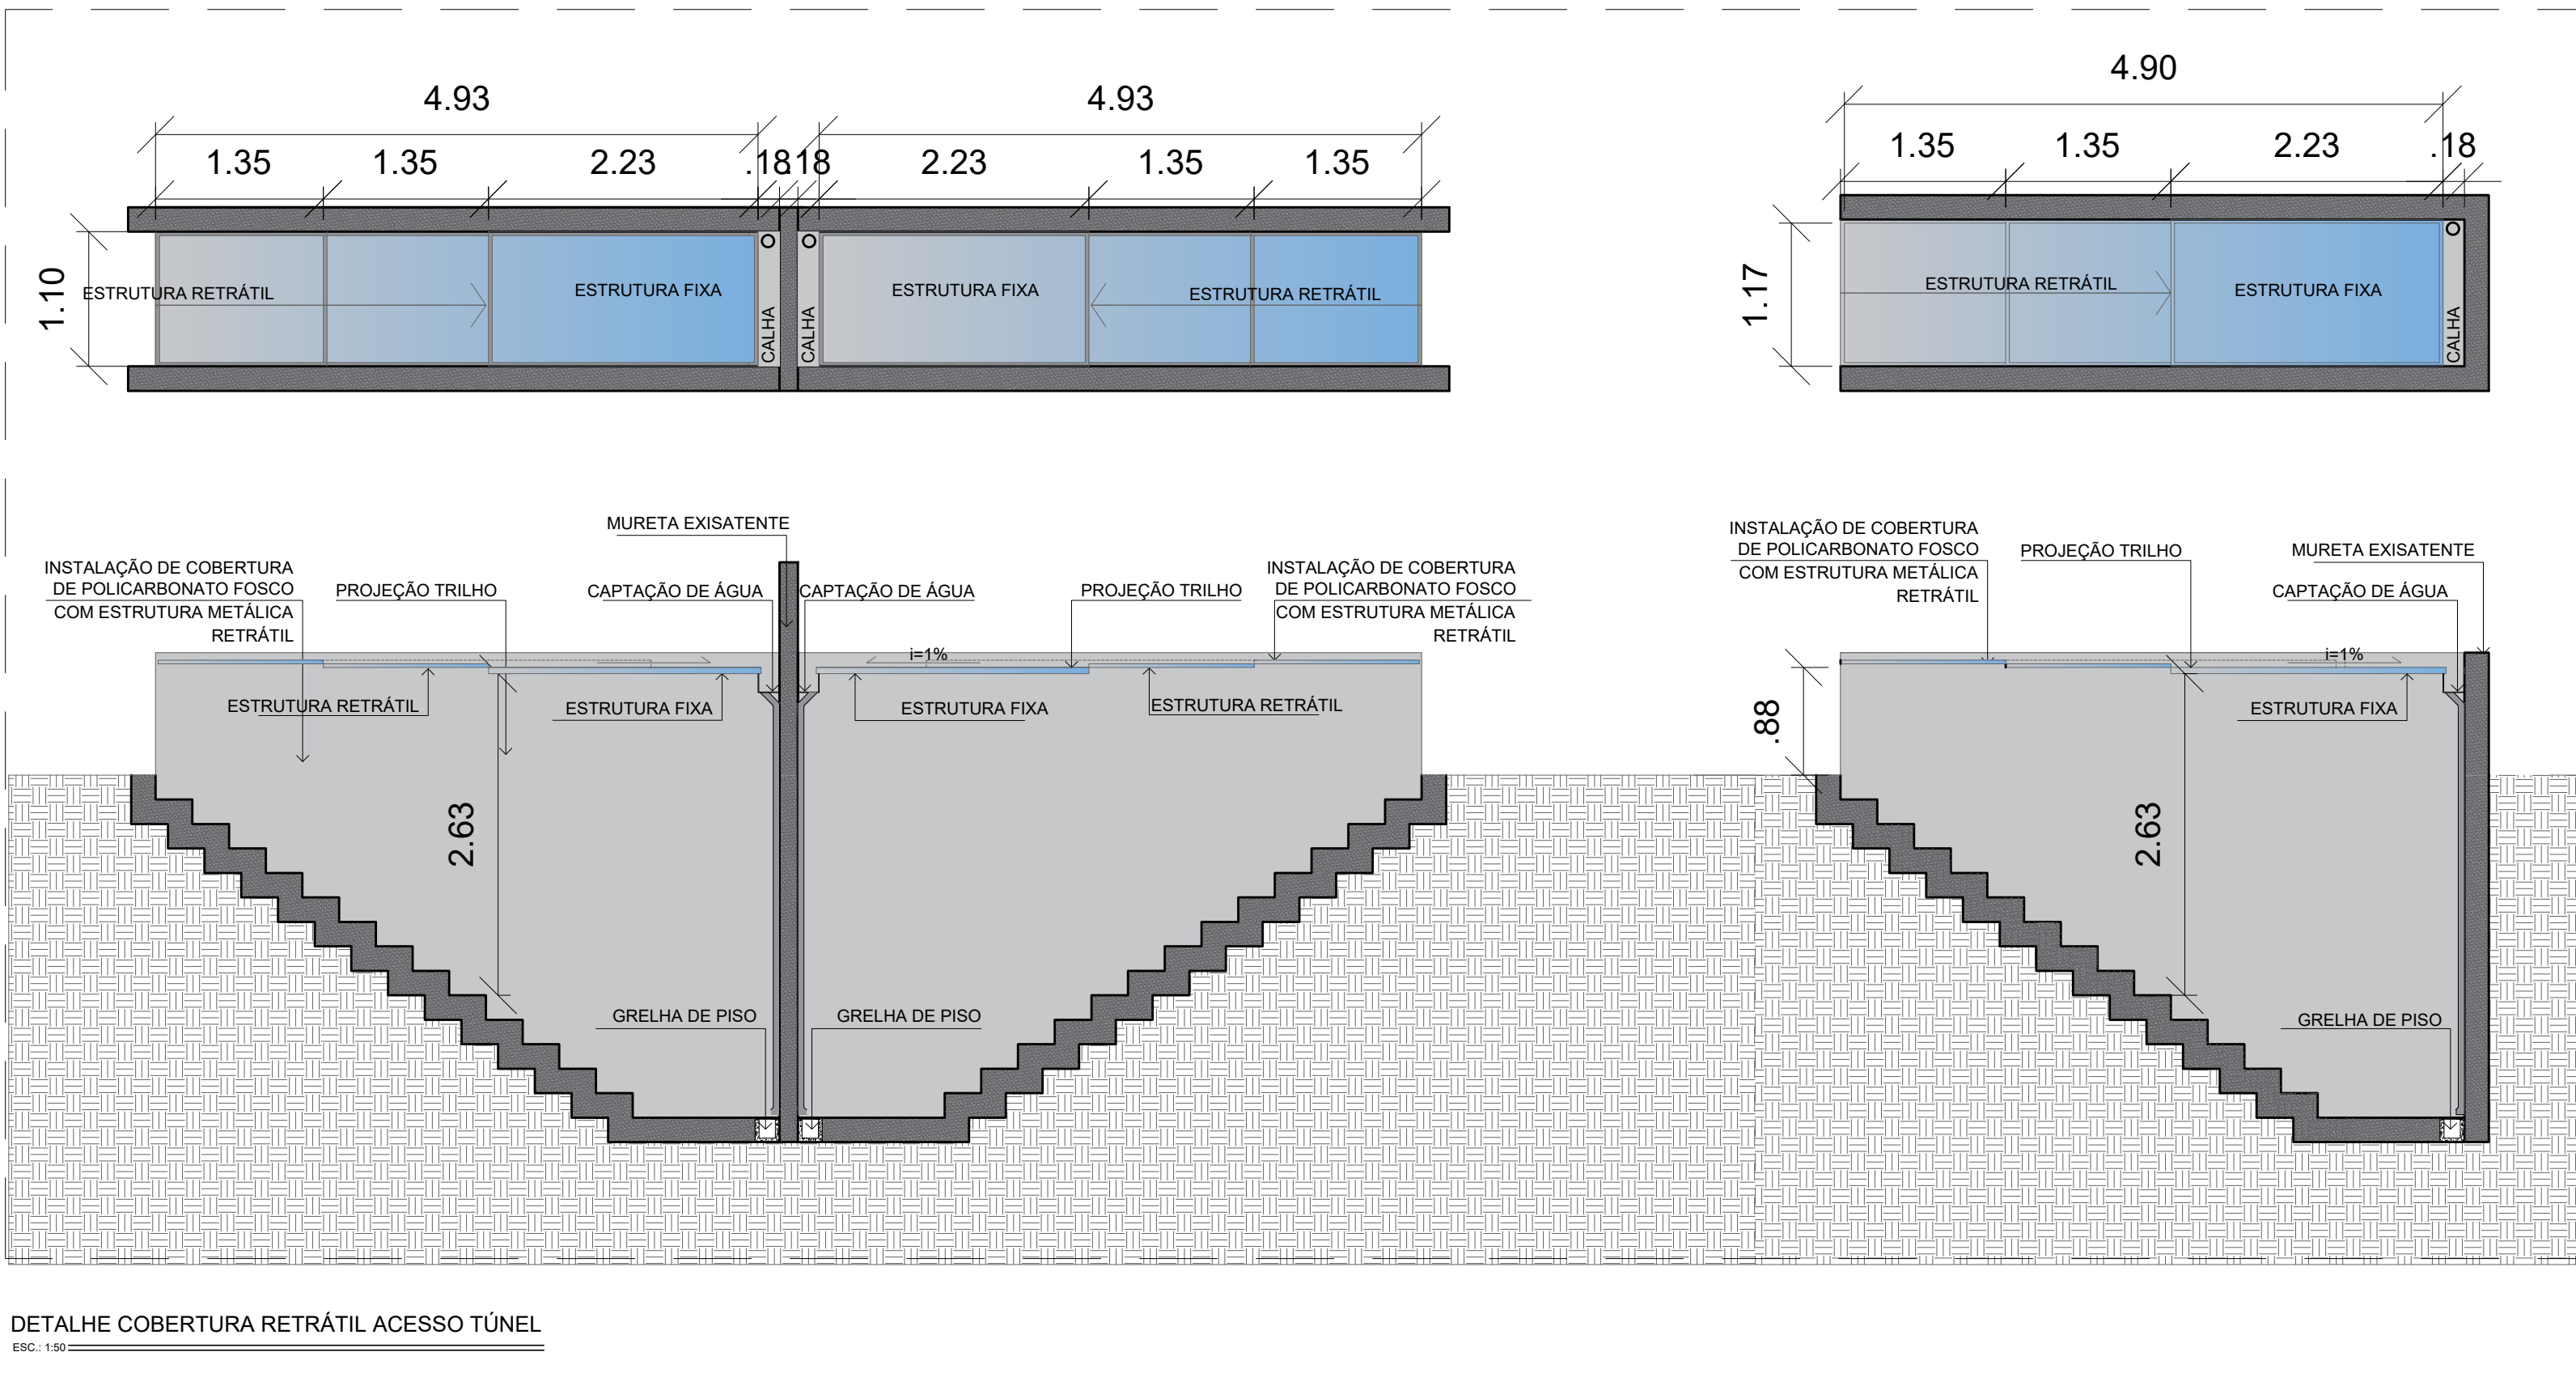 4.93
4.93
4.90
1.35
1.35
2.23
.18
.18
2.23
1.35
1.35
1.35
1.35
2.23
.18
1.10
ESTRUTURA RETRÁTIL
ESTRUTURA FIXA
CALHA
CALHA
ESTRUTURA FIXA
ESTRUTURA RETRÁTIL
1.17
ESTRUTURA RETRÁTIL
ESTRUTURA FIXA
CALHA
MURETA EXISATENTE
INSTALAÇÃO DE COBERTURA
DE POLICARBONATO FOSCO
COM ESTRUTURA METÁLICA
RETRÁTIL
PROJEÇÃO TRILHO
CAPTAÇÃO DE ÁGUA
CAPTAÇÃO DE ÁGUA
PROJEÇÃO TRILHO
INSTALAÇÃO DE COBERTURA
DE POLICARBONATO FOSCO
COM ESTRUTURA METÁLICA
RETRÁTIL
INSTALAÇÃO DE COBERTURA
DE POLICARBONATO FOSCO
COM ESTRUTURA METÁLICA
RETRÁTIL
PROJEÇÃO TRILHO
MURETA EXISATENTE
CAPTAÇÃO DE ÁGUA
i=1%
i=1%
ESTRUTURA RETRÁTIL
ESTRUTURA FIXA
ESTRUTURA FIXA
ESTRUTURA RETRÁTIL
.88
ESTRUTURA FIXA
2.63
2.63
GRELHA DE PISO
GRELHA DE PISO
GRELHA DE PISO
DETALHE COBERTURA RETRÁTIL ACESSO TÚNEL
ESC.: 1:50